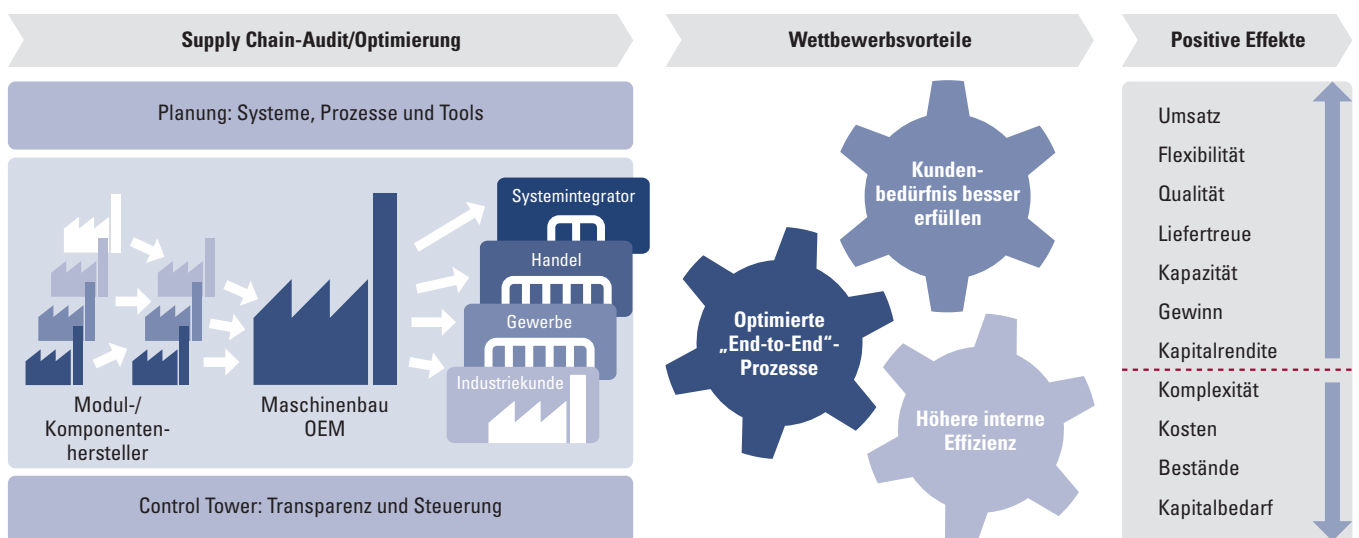 Supply Chain-Audit/Optimierung
Wettbewerbsvorteile
Positive Effekte
Planung: Systeme, Prozesse und Tools
Systemintegrator
Handel
Gewerbe
Industriekunde
Modul-/
Komponenten-
hersteller
Maschinenbau
OEM
Control Tower: Transparenz und Steuerung
Kunden-
bedürfnis besser
erfüllen
Optimierte
„End-to-End“-
Prozesse
Höhere interne
Effizienz
Umsatz
Flexibilität
Qualität
Liefertreue
Kapazität
Gewinn
Kapitalrendite
Komplexität
Kosten
Bestände
Kapitalbedarf